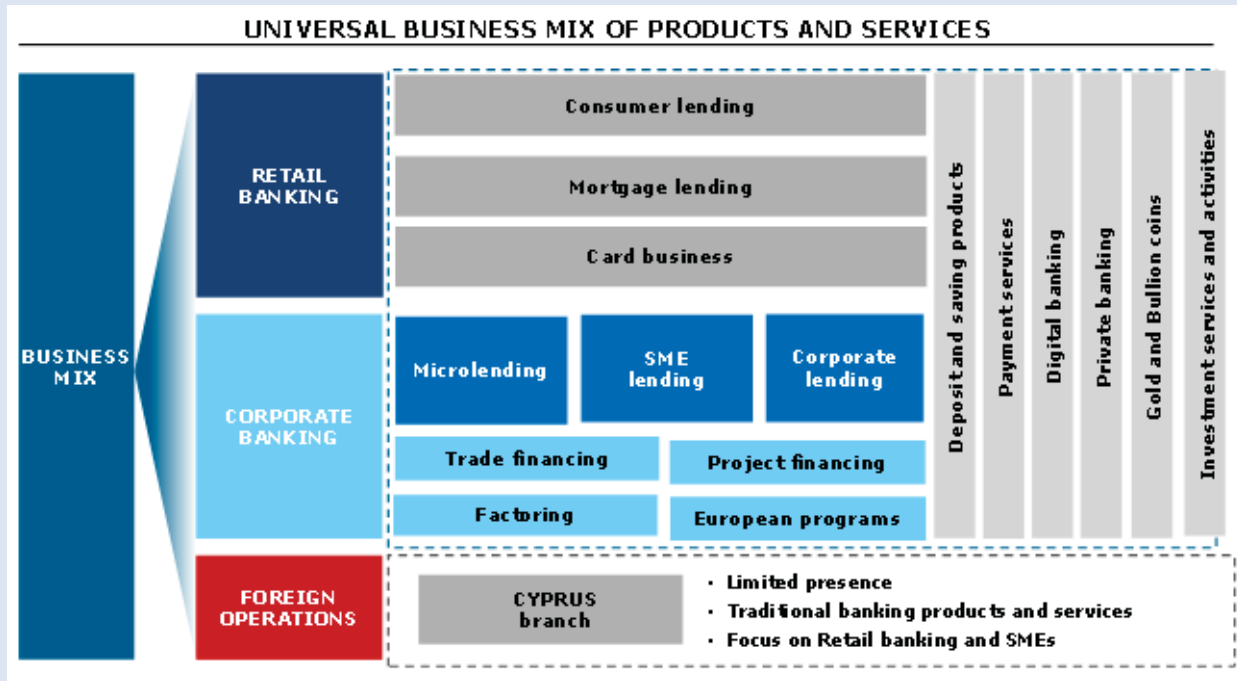 UNIVERSAL BUSINESS MIX OF PRODUCTS AND SERVICES
BUSINESS
MIX
RETAIL
BANKING
Consumer lending
Mortgage lending
Card business
CORPORATE
BANKING
Microlending
SME
lending
Corporate
lending
Trade financing
Project financing
Factoring
European programs
Deposit and saving products
Payment services
Digital banking
Private banking
Gold and Bullion coins
Investment services and activities
FOREIGN
OPERATIONS
CYPRUS
branch
· Limited presence
· Traditional banking products and services
· Focus on Retail banking and SMEs